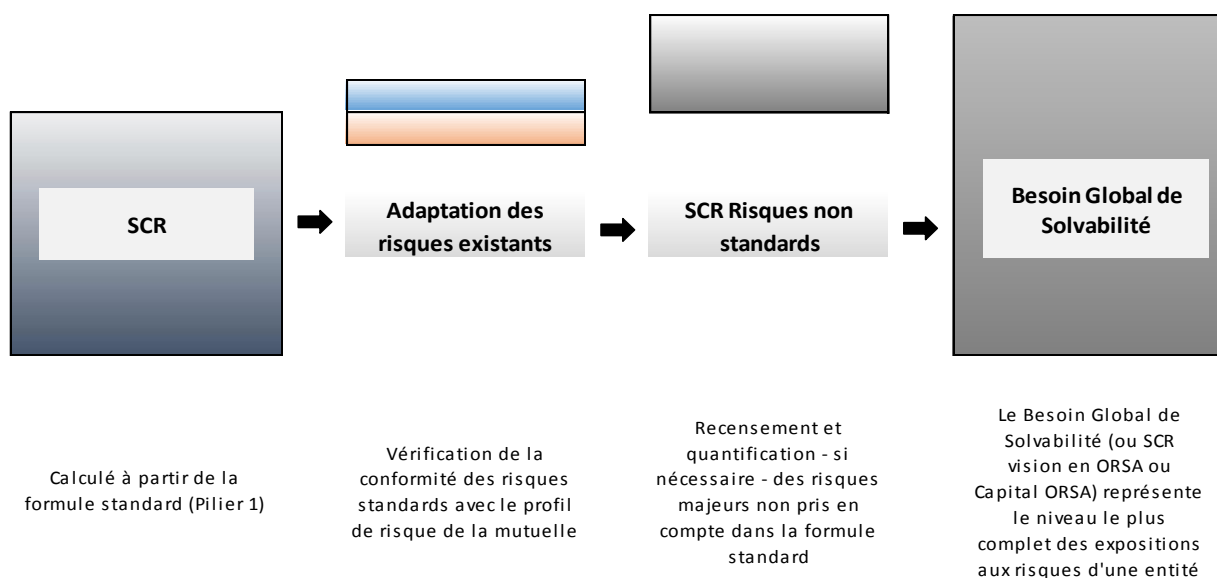 SCR
Adaptation des
risques existants
SCR Risques non
standards
Besoin Global de
Solvabilité
Calculé à partir de la
formule standard (Pilier 1)
Vérification de la
conformité des risques
standards avec le profil
de risque de la mutuelle
Recensement et
quantification - si
nécessaire - des risques
majeurs non pris en
compte dans la formule
standard
Le Besoin Global de
Solvabilité (ou SCR
vision en ORSA ou
Capital ORSA) représente
le niveau le plus
complet des expositions
aux risques d'une entité